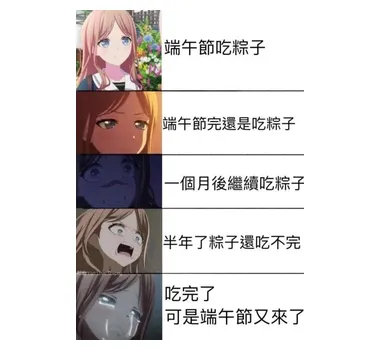 端午節吃粽子
端午節完還是吃粽子
一個月後繼續吃粽子
半年了粽子還吃不完
吃完了
可是端午節又來了